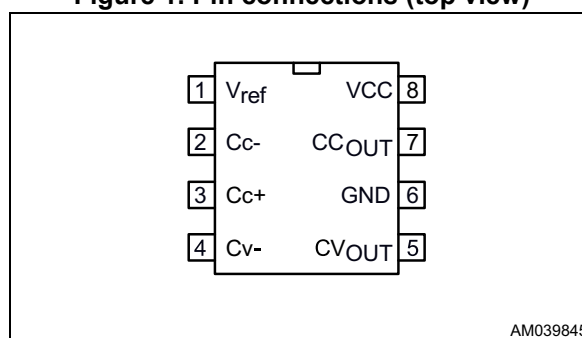 Figure 1. Pin connections (top view)
1 Vref VCC 8
2 Cc- CCOUT 7
3 Cc+ GND 6
4 Cv- CVOUT 5
AM039845